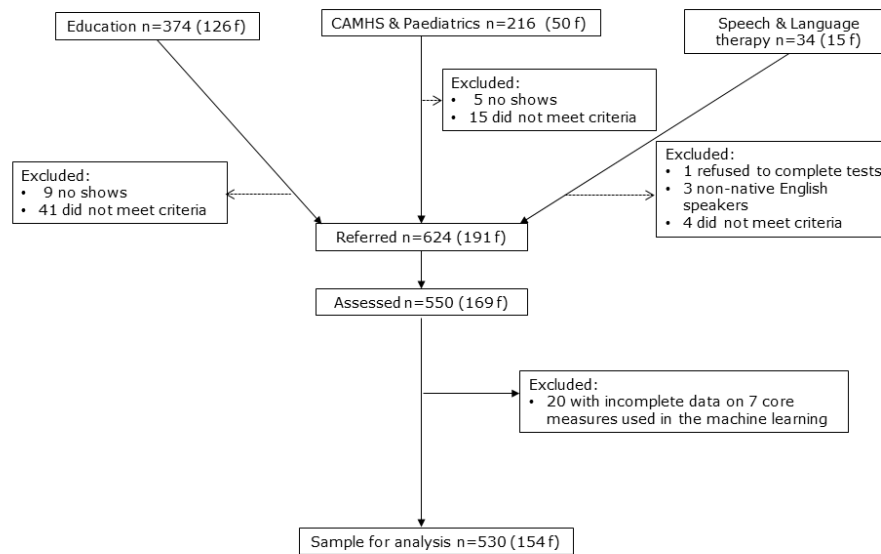 Education n=374 (126 f)
CAMHS & Paediatrics n=216 (50 f)
Speech & Language
therapy n=34 (15 f)
Excluded:
• 5 no shows
• 15 did not meet criteria
Excluded:
• 9 no shows
• 41 did not meet criteria
Excluded:
• 1 refused to complete tests
• 3 non-native English
speakers
• 4 did not meet criteria
Referred n=624 (191 f)
Assessed n=550 (169 f)
Excluded:
• 20 with incomplete data on 7 core
measures used in the machine learning
Sample for analysis n=530 (154 f)